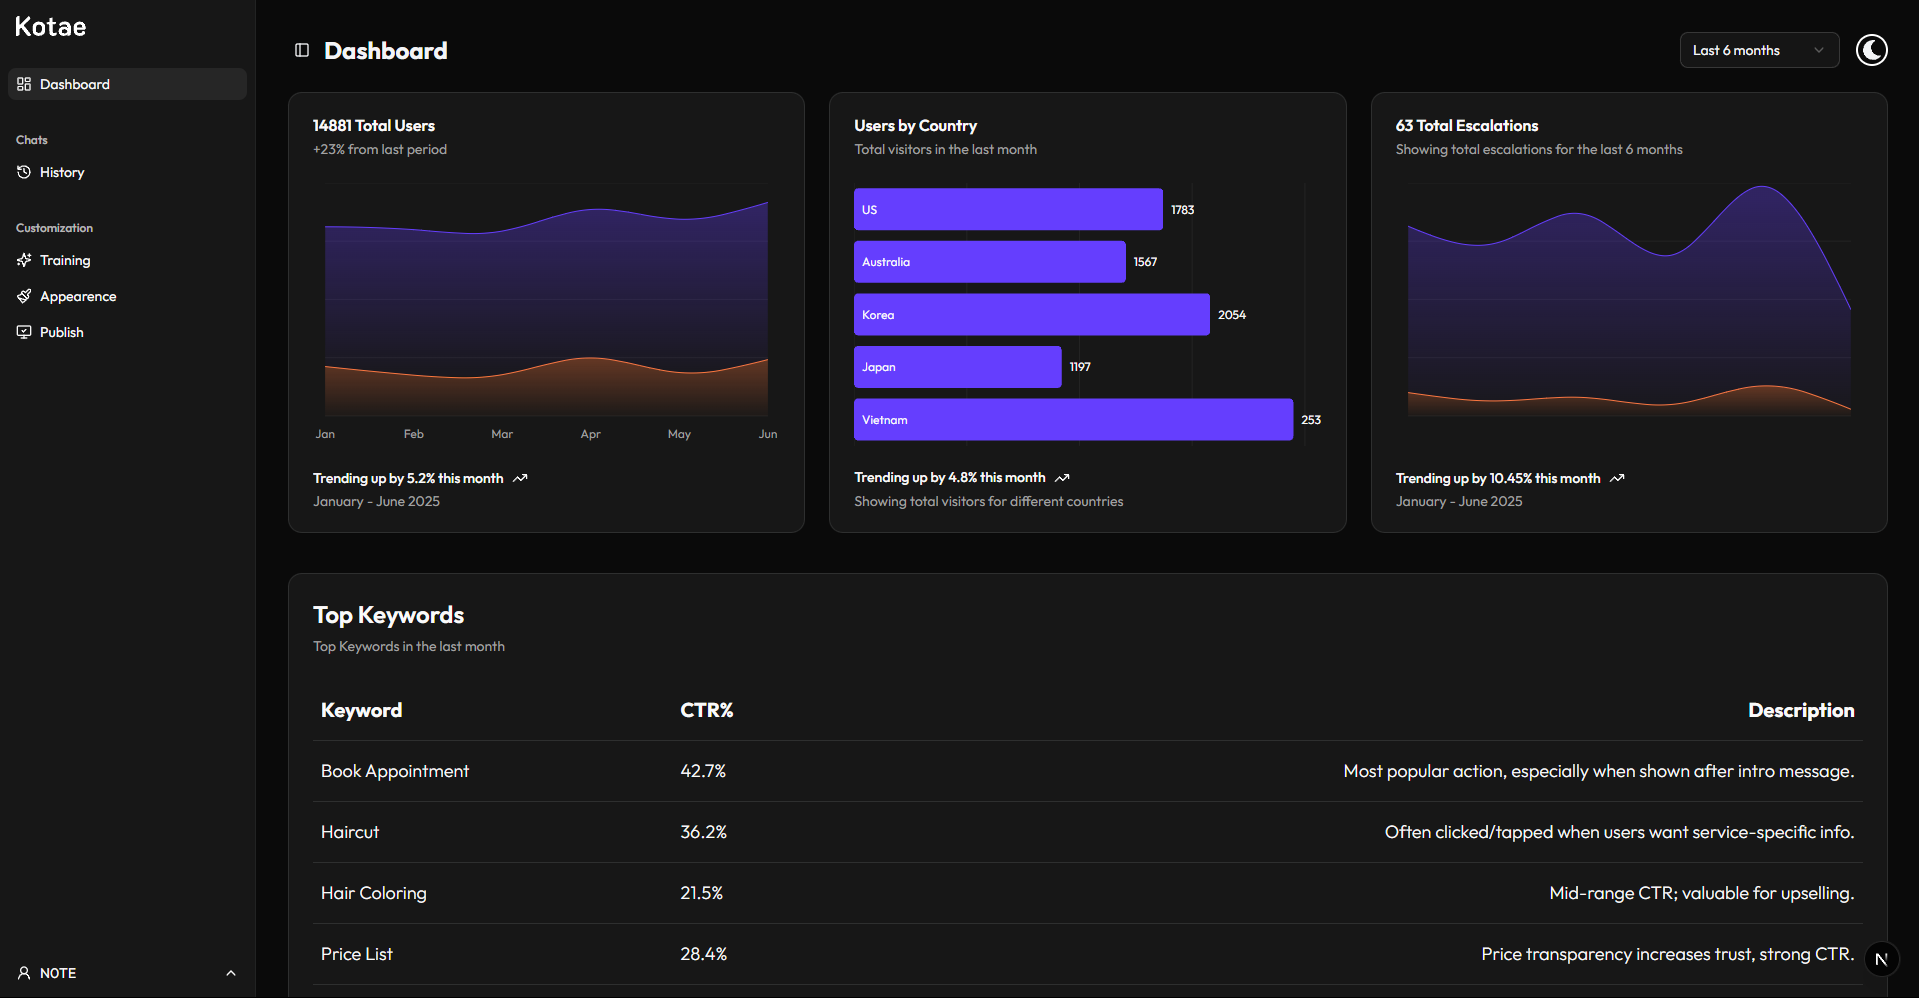 Kotae
Dashboard
Chats
History
Customization
Training
Appearence
Publish
NOTE
Dashboard
Last 6 months
14881 Total Users
+23% from last period
Jan Feb Mar Apr May Jun
Trending up by 5.2% this month
January - June 2025
Users by Country
Total visitors in the last month
US 1783
Australia 1567
Korea 2054
Japan 1197
Vietnam 253
Trending up by 4.8% this month
Showing total visitors for different countries
63 Total Escalations
Showing total escalations for the last 6 months
Trending up by 10.45% this month
January - June 2025
Top Keywords
Top Keywords in the last month
Keyword CTR% Description
Book Appointment 42.7% Most popular action, especially when shown after intro message.
Haircut 36.2% Often clicked/tapped when users want service-specific info.
Hair Coloring 21.5% Mid-range CTR; valuable for upselling.
Price List 28.4% Price transparency increases trust, strong CTR.
N